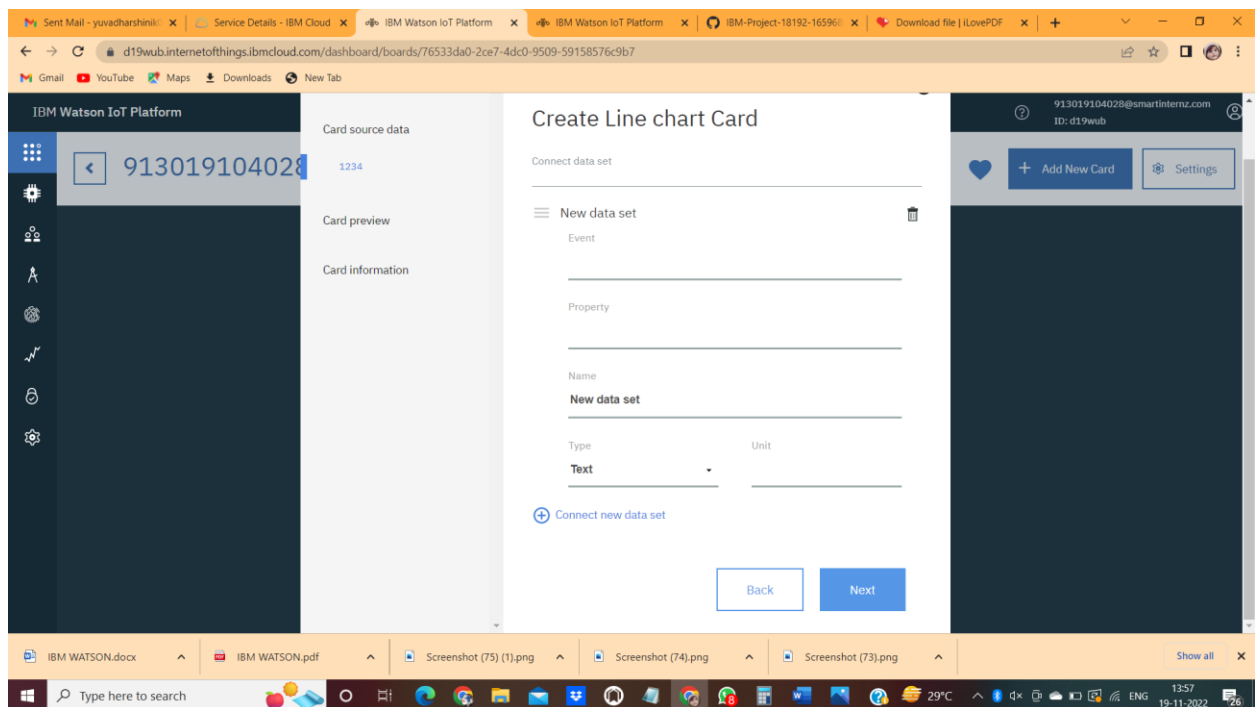 Sent Mail - yuvadharshinik
Service Details - IBM Cloud
IBM Watson IoT Platform
IBM Watson IoT Platform
IBM-Project-18192-165968
Download file | iLovePDF
d19wub.internetofthings.ibmcloud.com/dashboard/boards/76533da0-2ce7-4dc0-9509-59158576c9b7
Gmail
YouTube
Maps
Downloads
New Tab
IBM Watson IoT Platform
913019104028@smartinternz.com
ID: d19wub
913019104028
Add New Card
Settings
Card source data
1234
Card preview
Card information
Create Line chart Card
Connect data set
New data set
Event
Property
Name
New data set
Type
Unit
Text
Connect new data set
Back
Next
IBM WATSON.docx
IBM WATSON.pdf
Screenshot (75) (1).png
Screenshot (74).png
Screenshot (73).png
Show all
Type here to search
29°C
ENG
13:57
19-11-2022
26